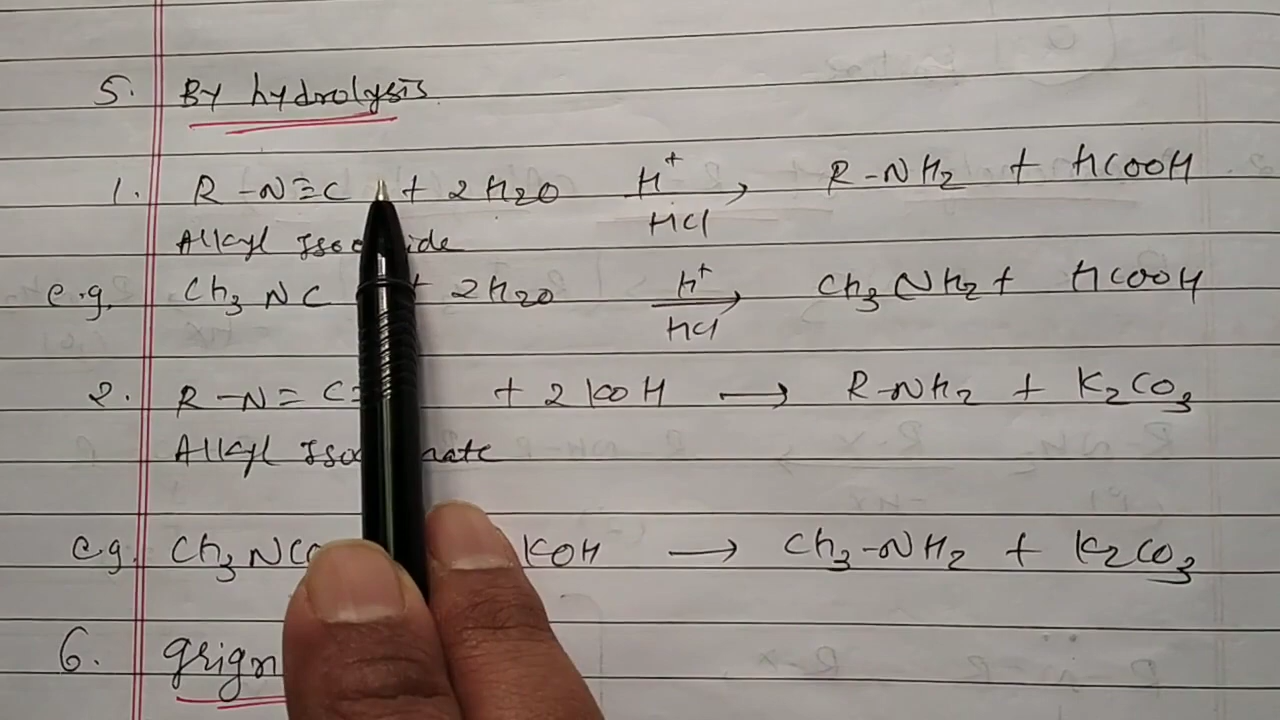 5. By hydrolysis
1. R-N≡C + 2H2O H+ HCl → R-NH2 + HCOOH
Alkyl
e.g. CH3NC + 2H2O H+ HCl → CH3NH2 + HCOOH
2. R-N=C= + 2KOH → R-NH2 + K2CO3
Alkyl
e.g. CH3NC KOH → CH3-NH2 + K2CO3
6.